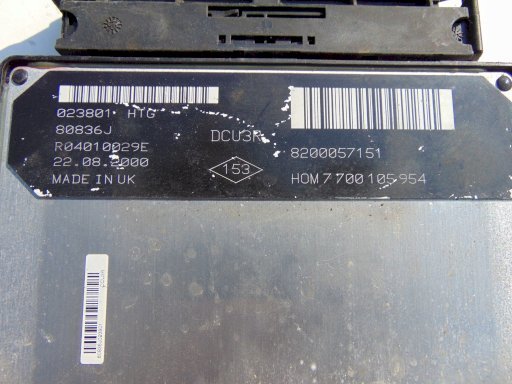 023801 HTG
80836J
R04010029E
22.08.2000
MADE IN UK
DCU3R
153
8200057151
HOM 7700105954